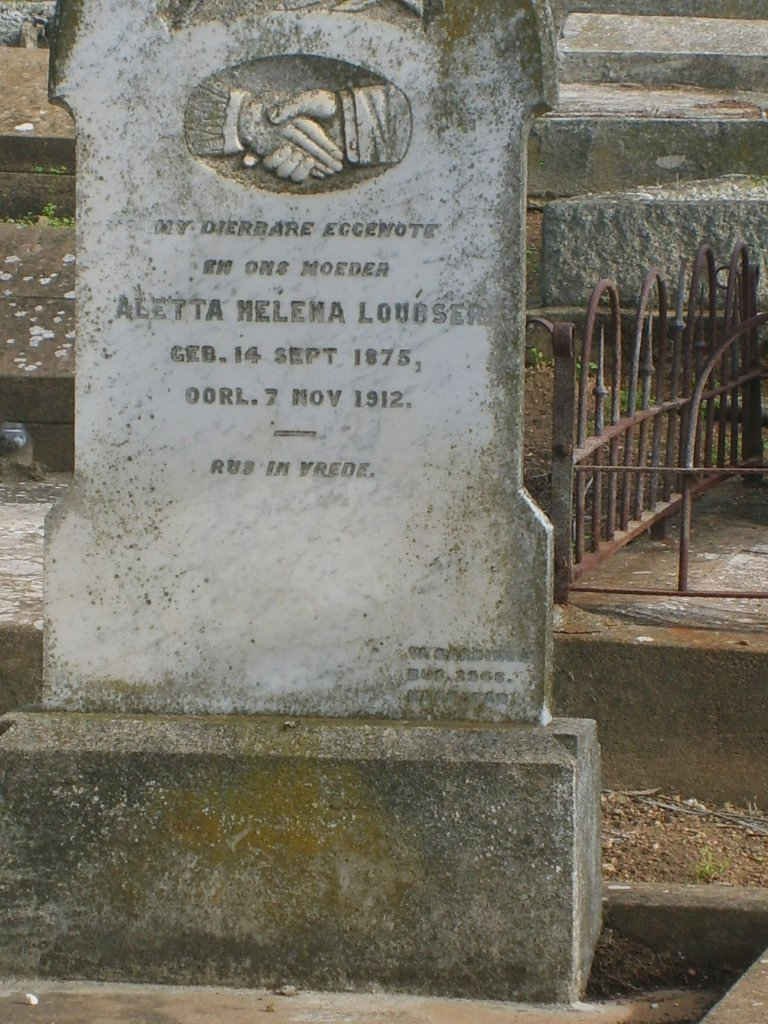 MY DIERBARE EGGENOTE
EN ONS MOEDER
ALETTA HELENA LOUBSER
GEB. 14 SEPT 1875,
OORL. 7 NOV 1912.
RUS IN VREDE.